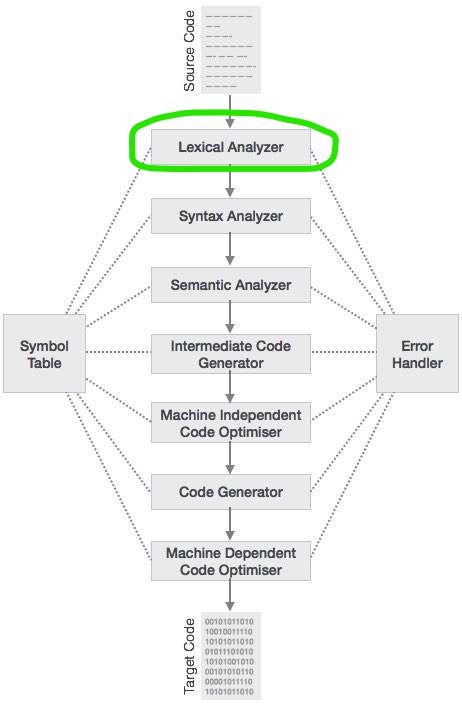 Source Code
Lexical Analyzer
Syntax Analyzer
Semantic Analyzer
Symbol
Table
Intermediate Code
Generator
Error
Handler
Machine Independent
Code Optimiser
Code Generator
Machine Dependent
Code Optimiser
Target Code
00101011010
10010011110
10101011010
01011101010
10101001010
00101010110
00001011110
10101011010